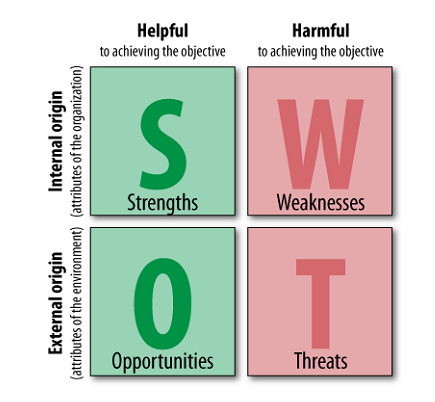 Helpful
to achieving the objective
Harmful
to achieving the objective
Internal origin
(attributes of the organization)
S
Strengths
W
Weaknesses
External origin
(attributes of the environment)
O
Opportunities
T
Threats